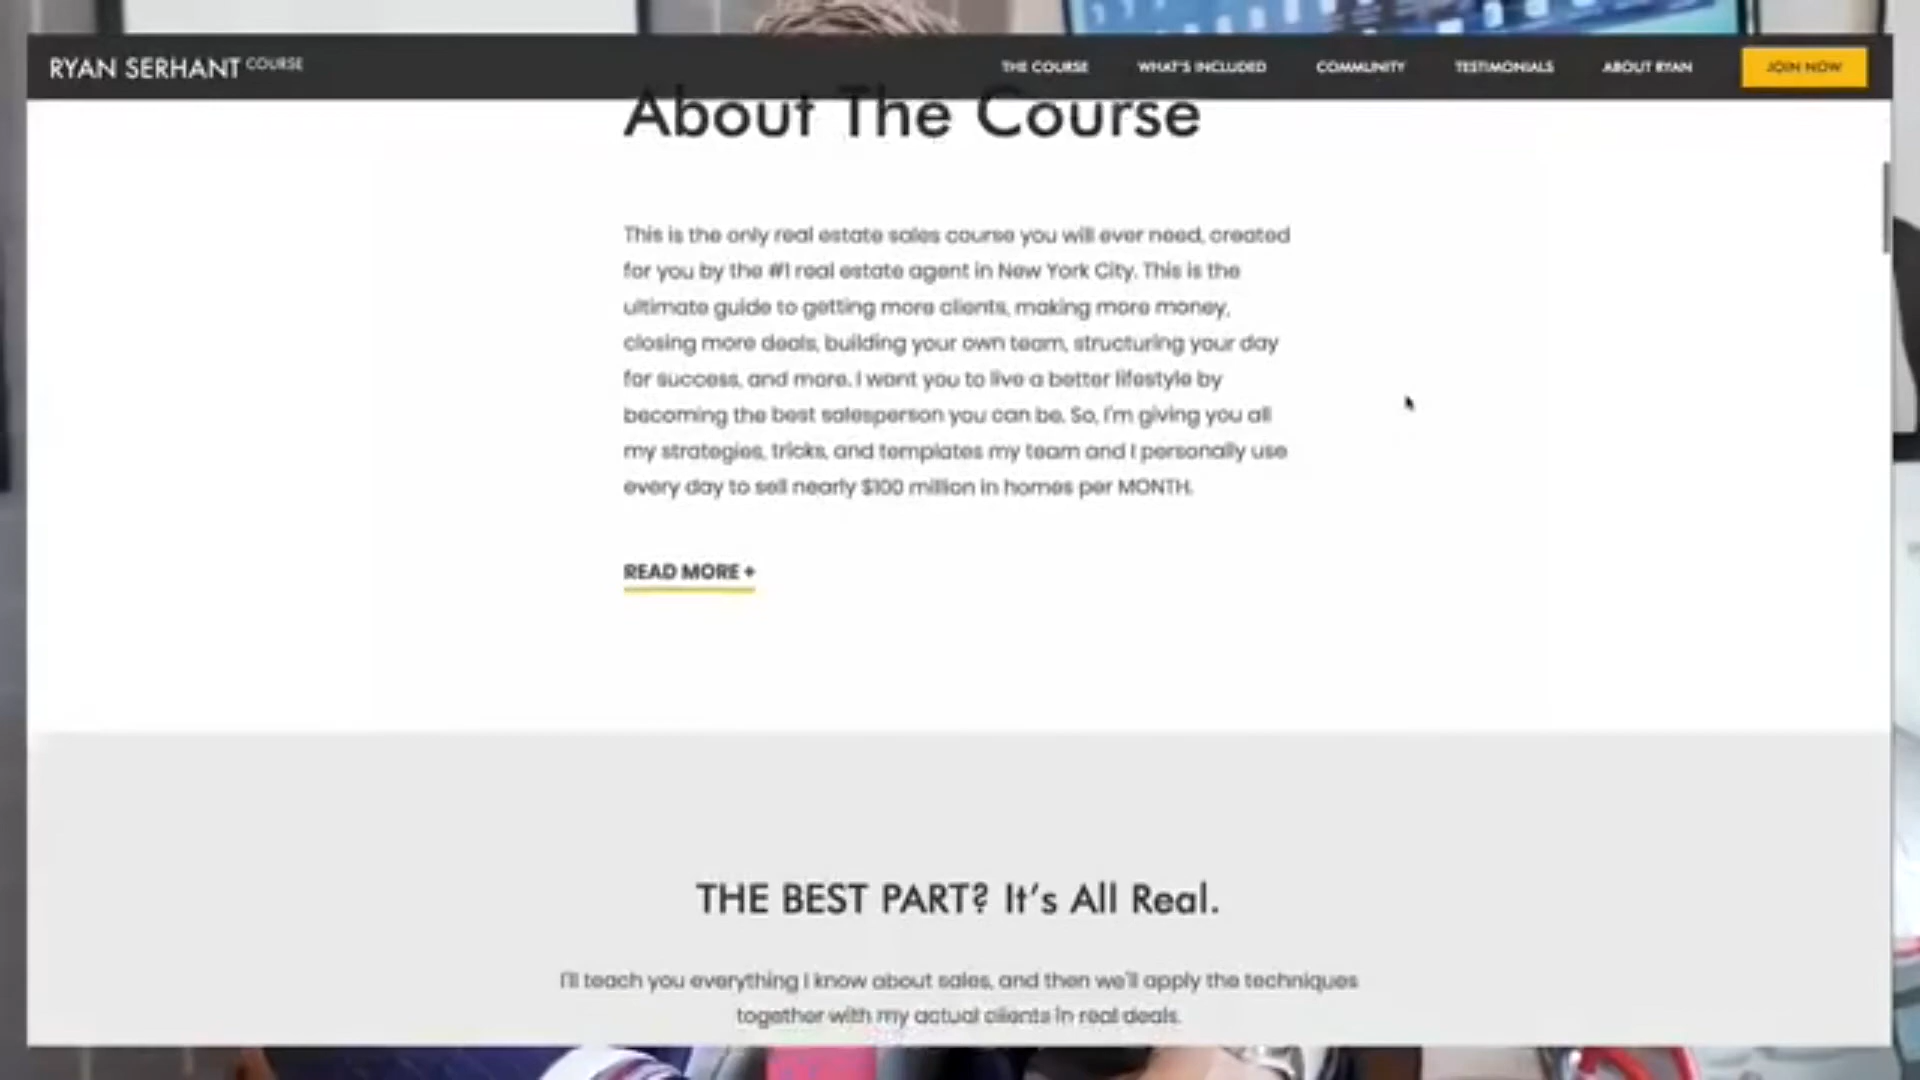 RYAN SERHANT COURSE
THE COURSE
WHAT'S INCLUDED
COMMUNITY
TESTIMONIALS
ABOUT RYAN
JOIN NOW
About The Course
This is the only real estate sales course you will ever need, created
for you by the #1 real estate agent in New York City. This is the
ultimate guide to getting more clients, making more money,
closing more deals, building your own team, structuring your day
for success, and more. I want you to live a better lifestyle by
becoming the best salesperson you can be. So, I'm giving you all
my strategies, tricks, and templates my team and I personally use
every day to sell nearly $100 million in homes per MONTH.
READ MORE +
THE BEST PART? It's All Real.
I'll teach you everything I know about sales, and then we'll apply the techniques
together with my actual clients in real deals.